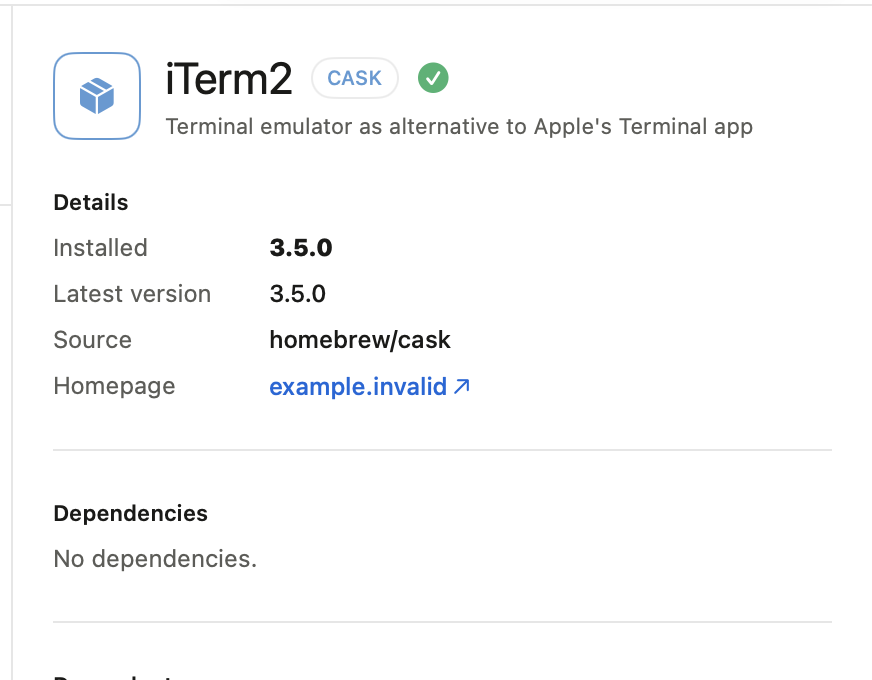 iTerm2 CASK
Terminal emulator as alternative to Apple's Terminal app
Details
Installed 3.5.0
Latest version 3.5.0
Source homebrew/cask
Homepage example.invalid ↗
Dependencies
No dependencies.